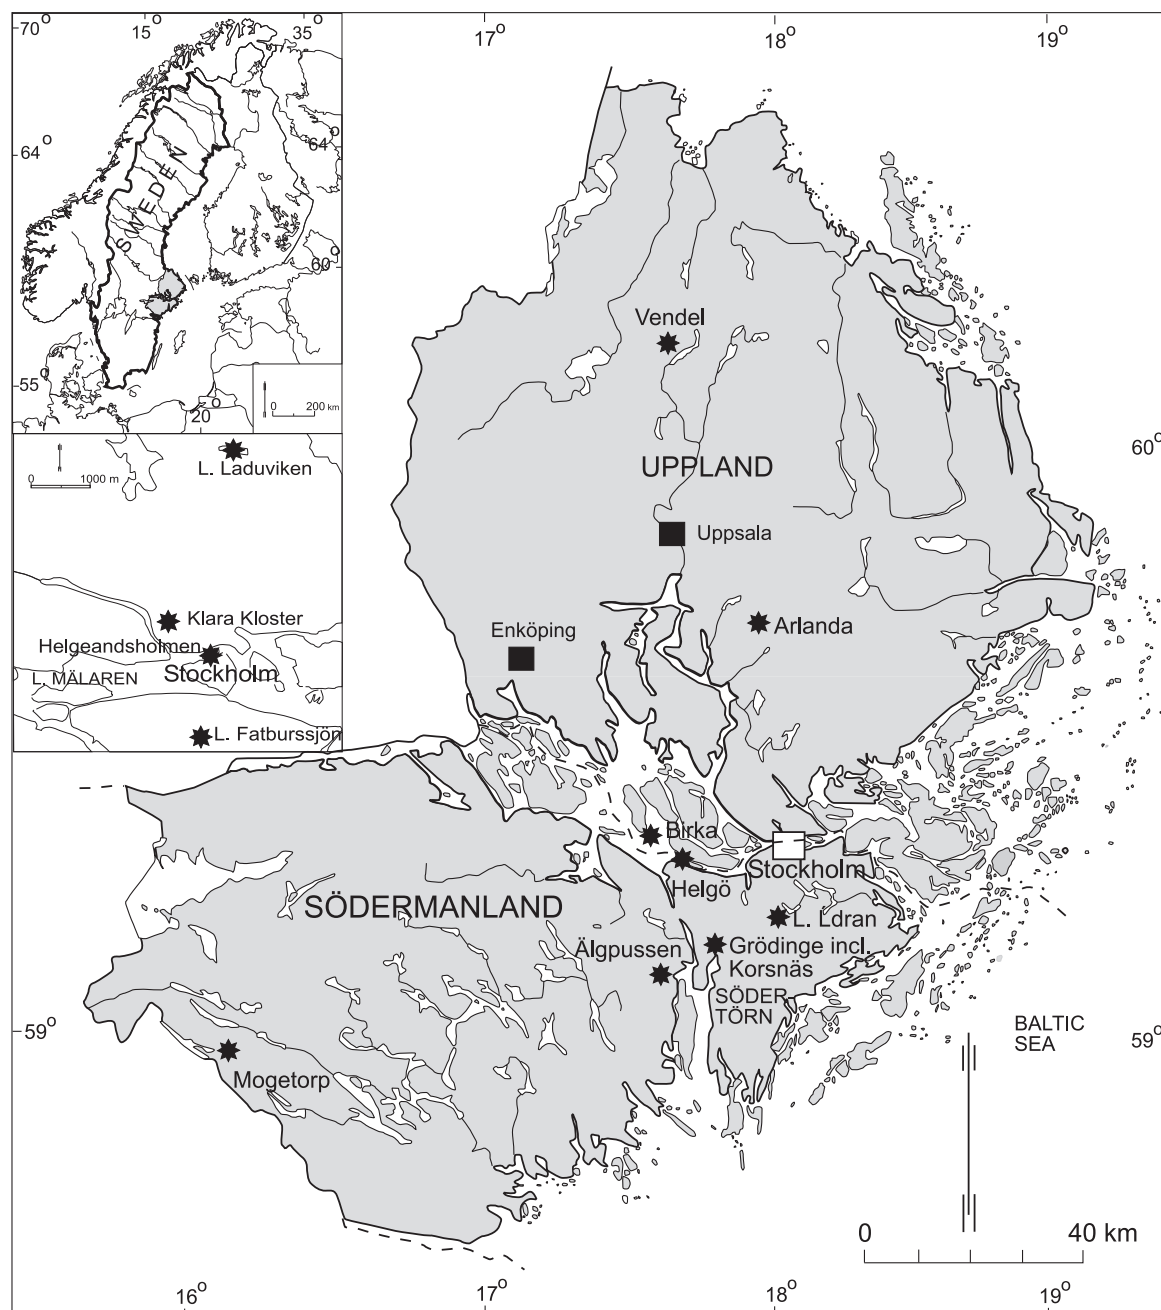 70°
15°
35°
64°
64°
SWEDEN
60°
55°
20°
0 200 km
L. Laduviken
0 1000 m
Klara Kloster
Helgeandsholmen
Stockholm
L. MÄLAREN
L. Fatburssjön
17°
18°
19°
Vendel
60°
UPPLAND
Uppsala
Enköping
Arlanda
Birka
Stockholm
Helgö
SÖDERMANLAND
L. Ldran
Älgpussen
Grödinge incl.
Korsnäs
SÖDER
TÖRN
59°
BALTIC
SEA
59°
Mogetorp
0 40 km
16°
17°
18°
19°